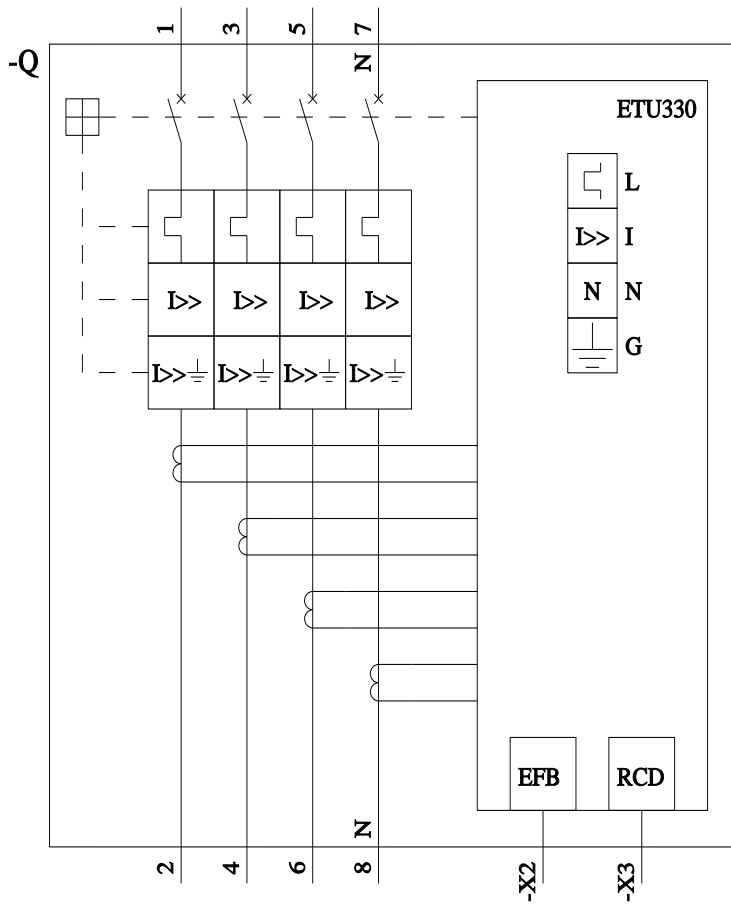 1 3 5 7
N
-Q
ETU330
L
I>> I
N N
G
I>> I>> I>> I>>
I>> I>> I>> I>>
EFB RCD
N
2 4 6 8
-X2 -X3